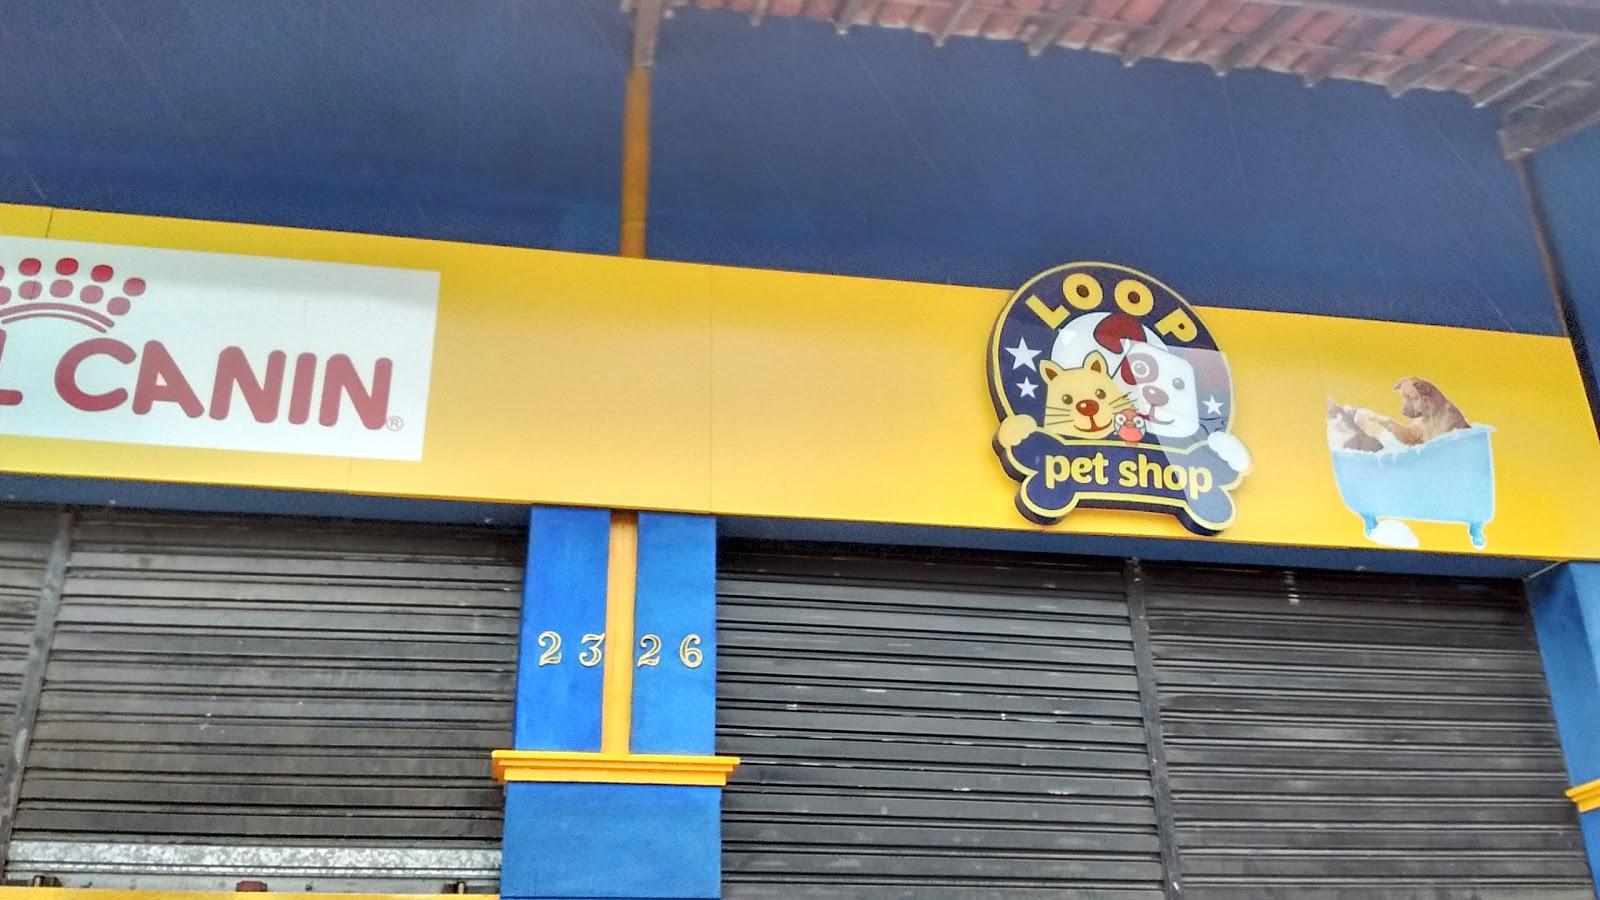 L CANIN®
LOOP
pet shop
2326